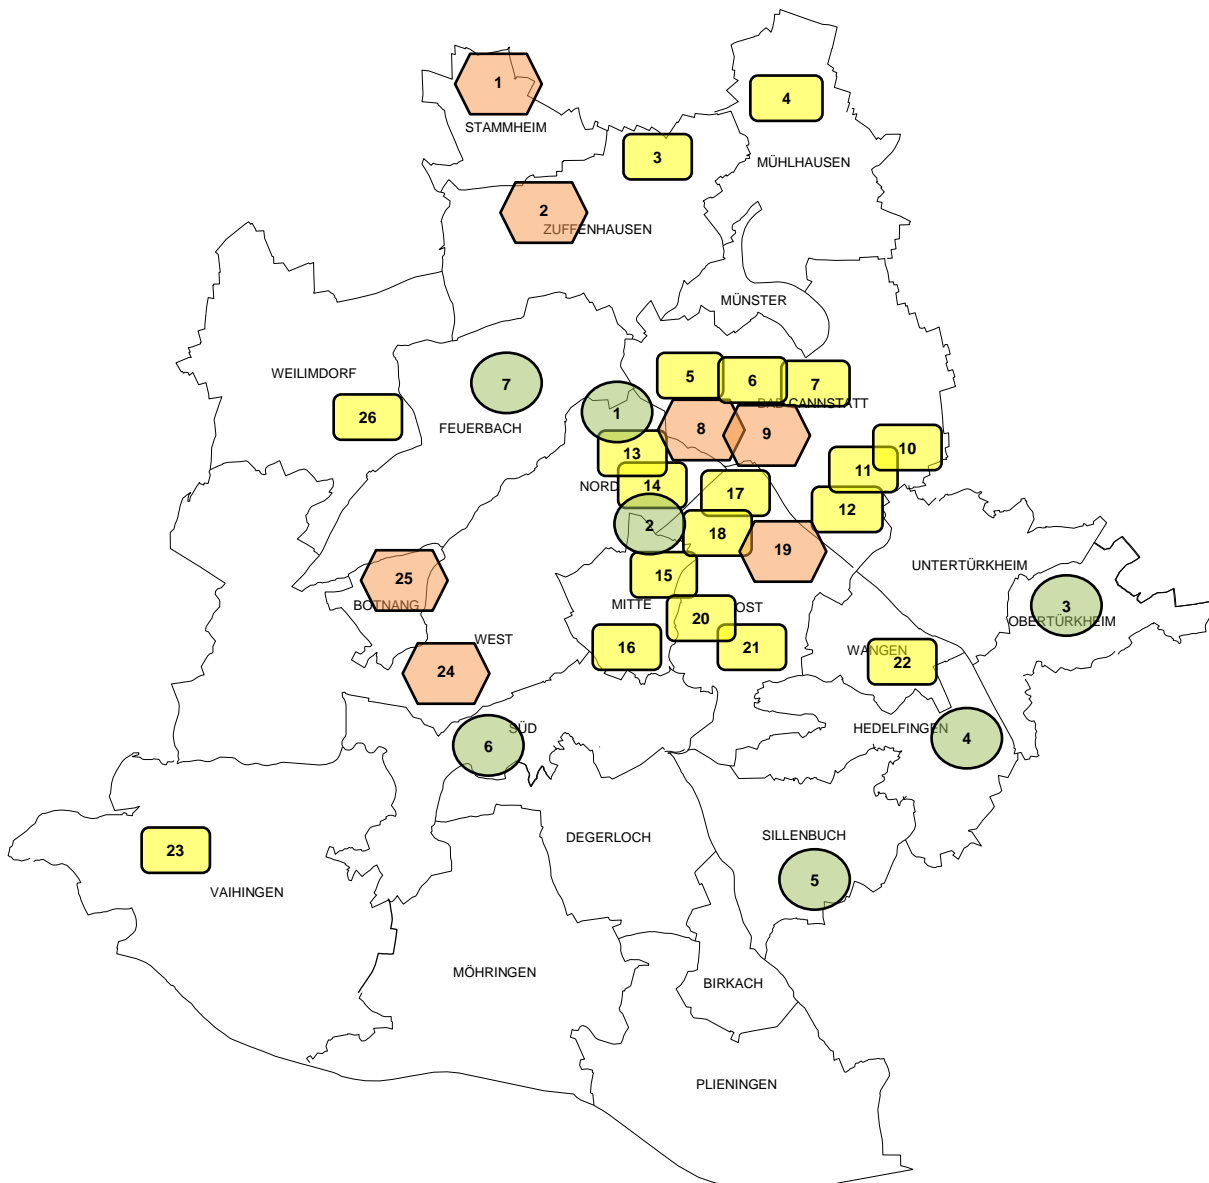 1
STAMMHEIM
4
3
MÜHLHAUSEN
2
ZUFFENHAUSEN
MÜNSTER
WEILIMDORF
7
5
6
7
BAD CANNSTATT
26
FEUERBACH
1
8
9
13
10
11
NORD
14
17
12
2
18
19
25
BOTNANG
15
MITTE
UNTERTÜRKHEIM
3
OBERTÜRKHEIM
20
OST
WEST
24
16
21
WANGEN
22
6
SÜD
HEDELFINGEN
4
DEGERLOCH
SILLENBUCH
23
VAIHINGEN
5
MÖHRINGEN
BIRKACH
PLIENINGEN